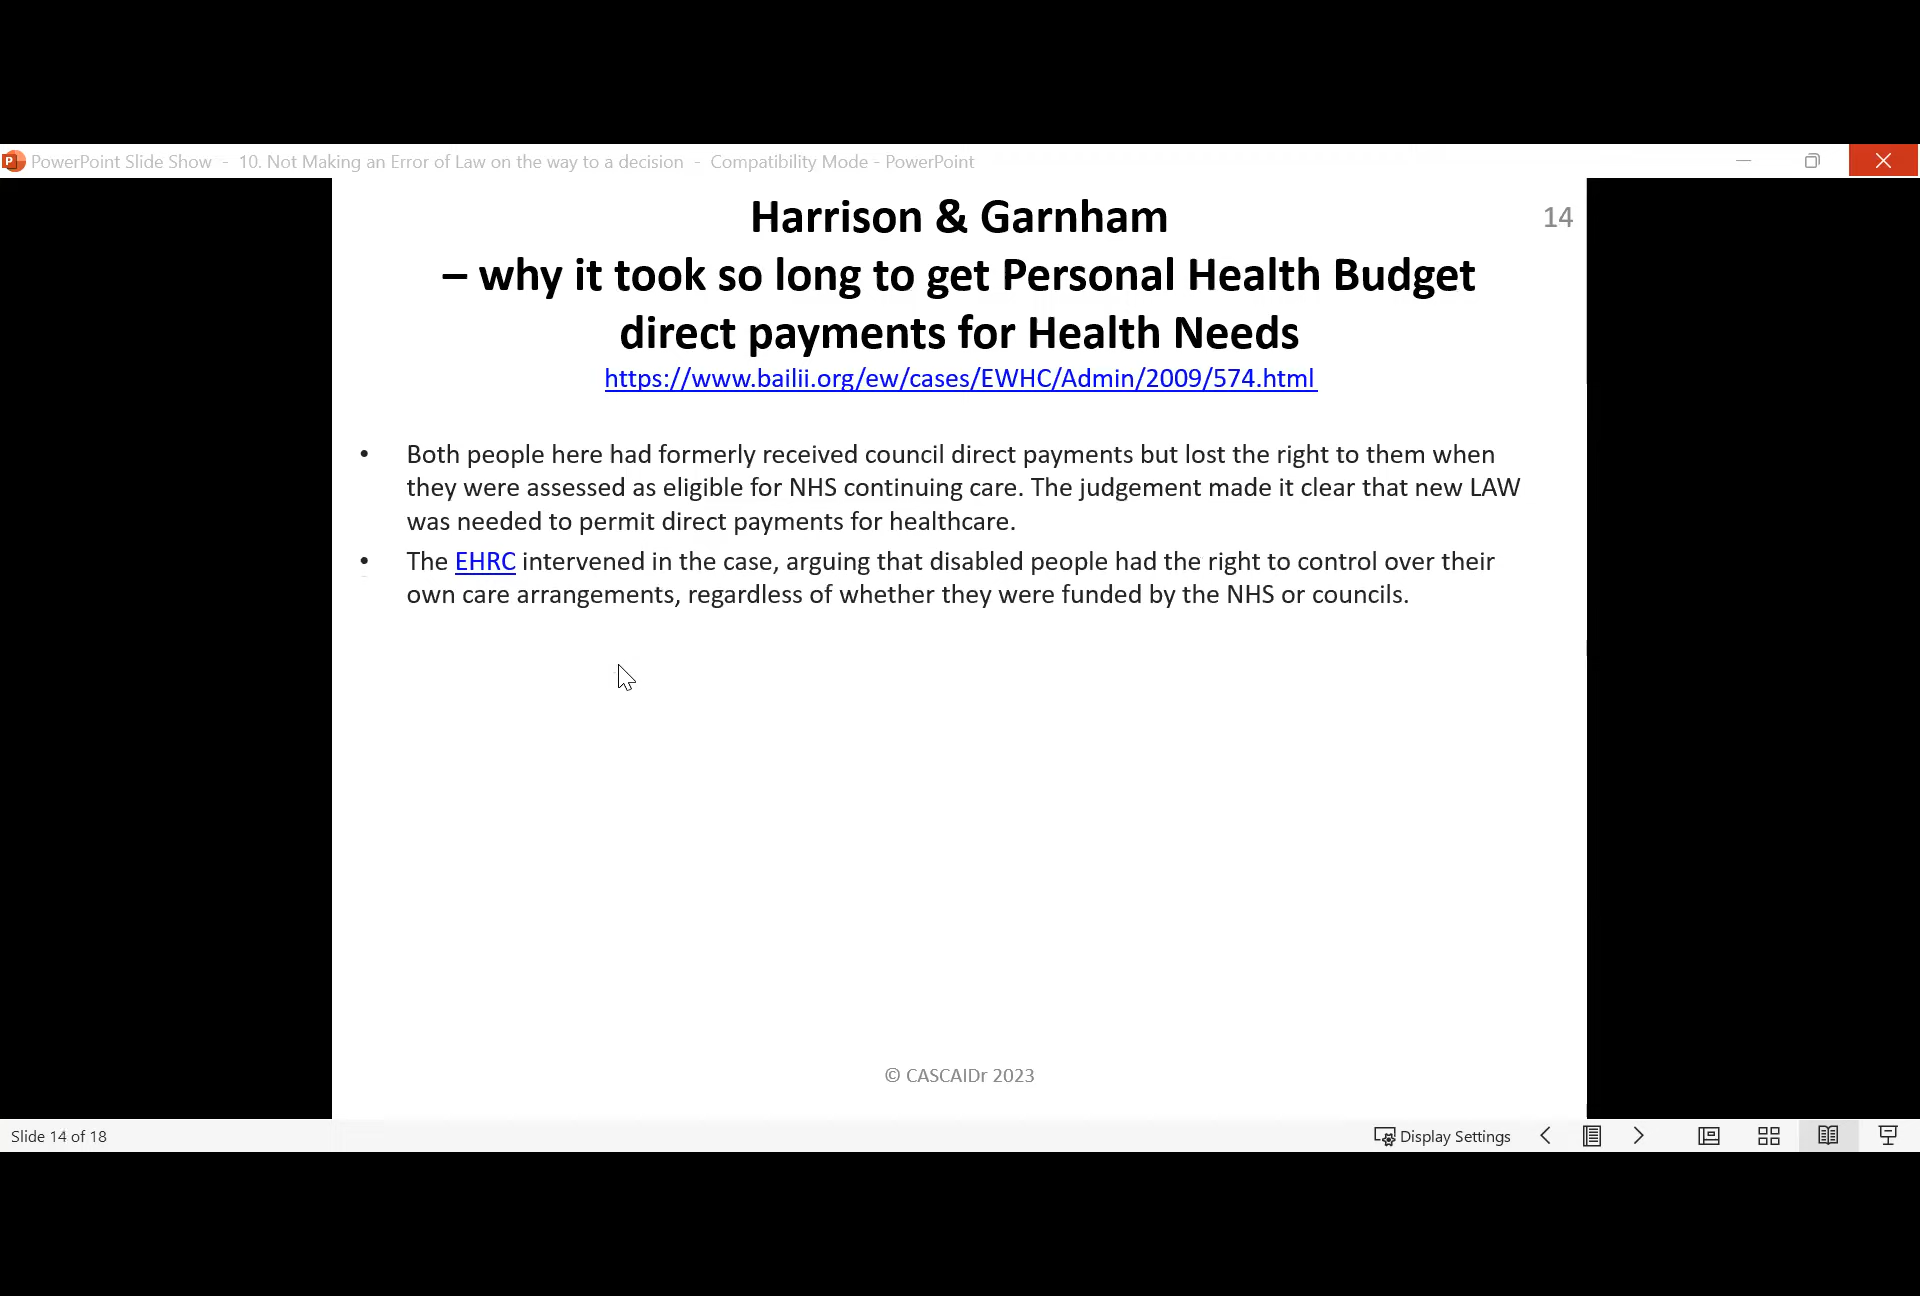 PowerPoint Slide Show - 10. Not Making an Error of Law on the way to a decision - Compatibility Mode - PowerPoint
Harrison & Garnham
14
– why it took so long to get Personal Health Budget
direct payments for Health Needs
https://www.bailii.org/ew/cases/EWHC/Admin/2009/574.html
• Both people here had formerly received council direct payments but lost the right to them when
they were assessed as eligible for NHS continuing care. The judgement made it clear that new LAW
was needed to permit direct payments for healthcare.
• The EHRC intervened in the case, arguing that disabled people had the right to control over their
own care arrangements, regardless of whether they were funded by the NHS or councils.
© CASCAIDr 2023
Slide 14 of 18
Display Settings